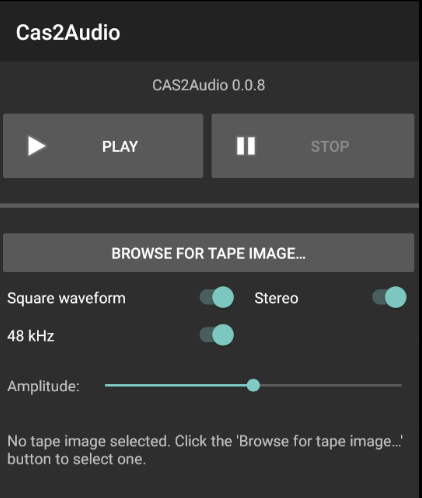 Cas2Audio
CAS2Audio 0.0.8
PLAY
STOP
BROWSE FOR TAPE IMAGE...
Square waveform
Stereo
48 kHz
Amplitude:
No tape image selected. Click the 'Browse for tape image...'
button to select one.